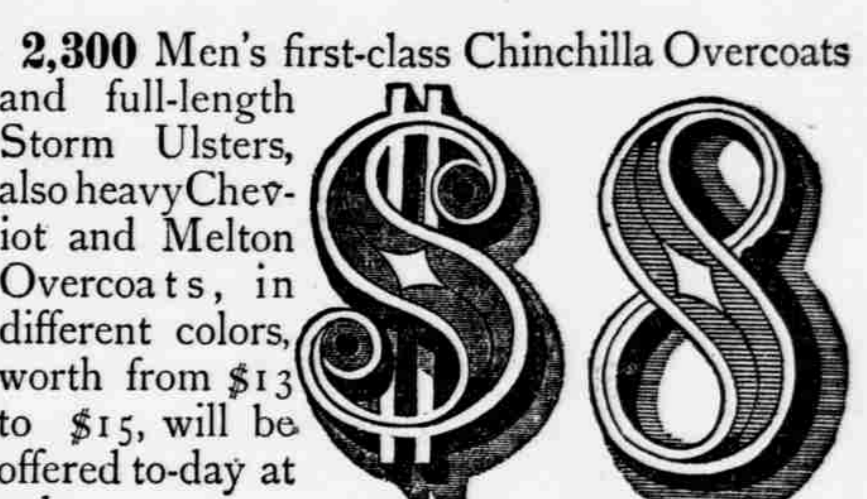 2,300 Men's first-class Chinchilla Overcoats
and full-length
Storm Ulsters,
also heavy Chev-
iot and Melton
Overcoats, in
different colors,
worth from $13
to $15, will be
offered to-day at
$8